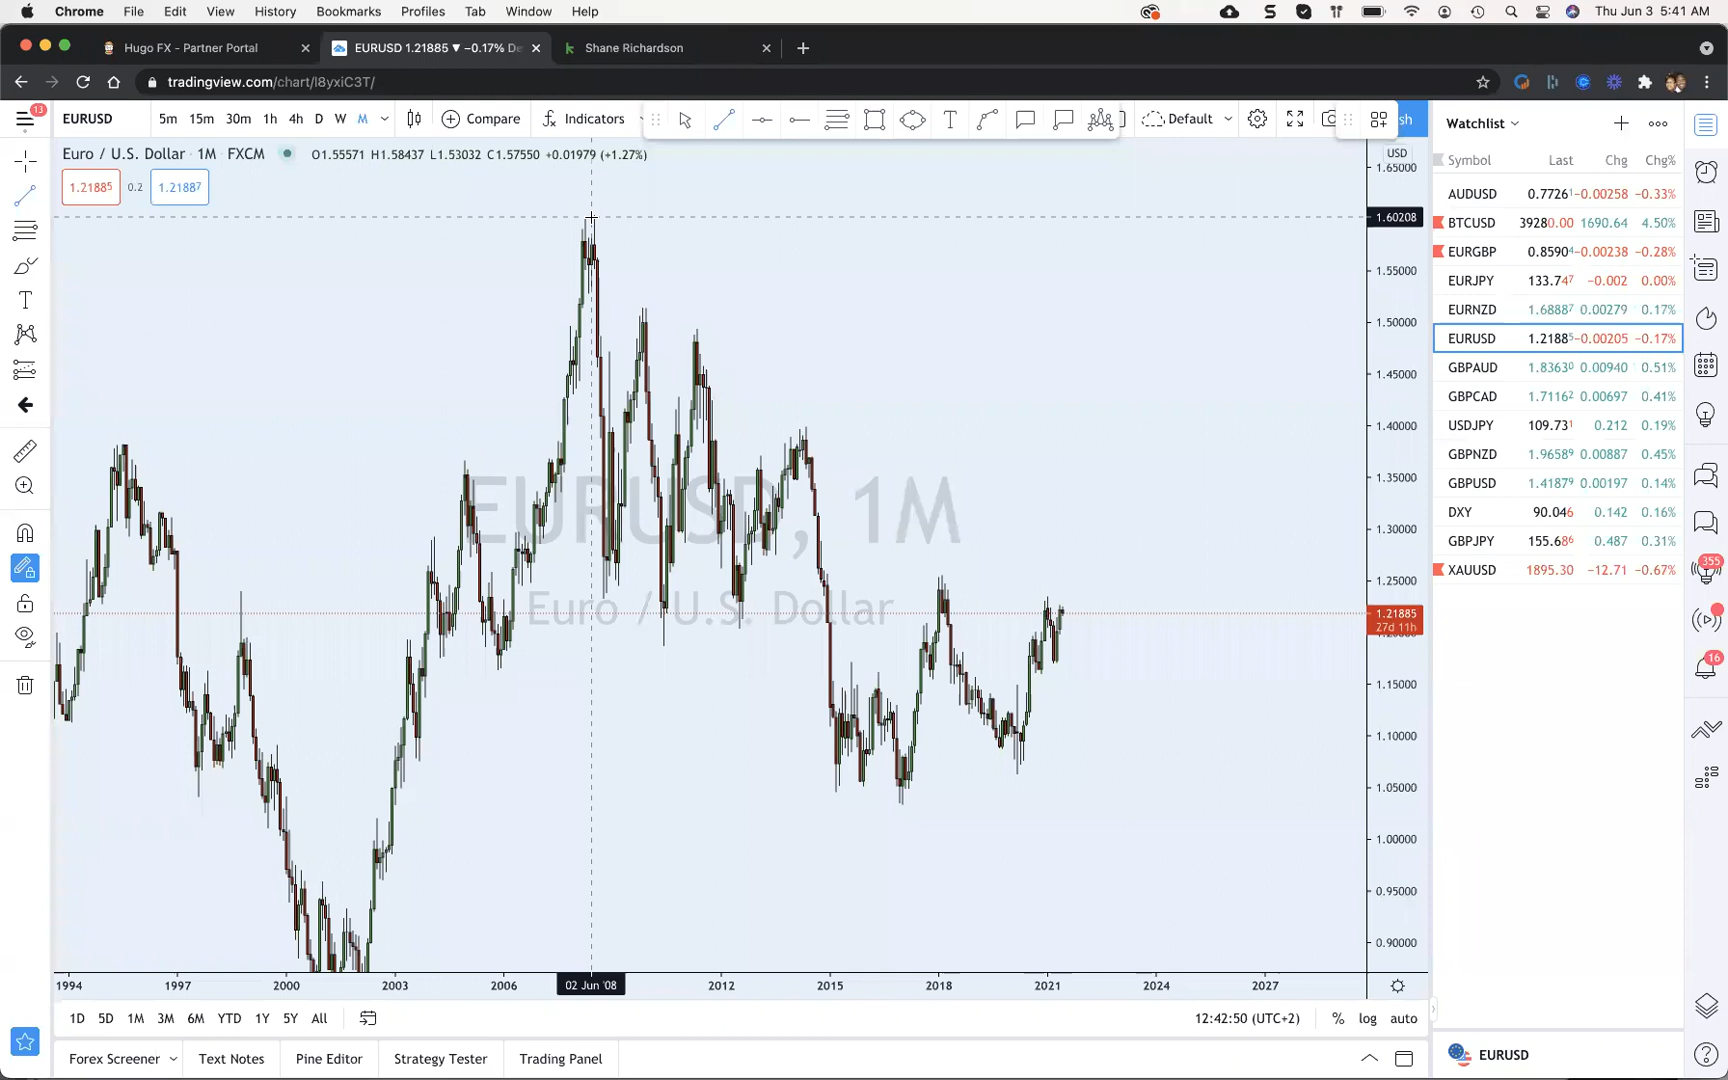 Chrome File Edit View History Bookmarks Profiles Tab Window Help Thu Jun 3 5:41 AM
Hugo FX - Partner Portal EURUSD 1.21885 ▼ −0.17% De Shane Richardson
tradingview.com/chart/l8yxiC3T/
13
EURUSD 5m 15m 30m 1h 4h D W M Compare Indicators T Default sh
Watchlist
Euro / U.S. Dollar · 1M · FXCM O1.55571 H1.58437 L1.53032 C1.57550 +0.01979 (+1.27%)
USD
Symbol Last Chg Chg%
1.21885 0.2 1.21887
AUDUSD 0.77261 −0.00258 −0.33%
BTCUSD 39280.00 1690.64 4.50%
EURGBP 0.85904 −0.00238 −0.28%
EURJPY 133.747 −0.002 0.00%
EURNZD 1.68887 0.00279 0.17%
EURUSD 1.21885 −0.00205 −0.17%
GBPAUD 1.83630 0.00940 0.51%
GBPCAD 1.71162 0.00697 0.41%
USDJPY 109.731 0.212 0.19%
GBPNZD 1.96589 0.00887 0.45%
GBPUSD 1.41879 0.00197 0.14%
DXY 90.046 0.142 0.16%
GBPJPY 155.686 0.487 0.31%
XAUUSD 1895.30 −12.71 −0.67%
1.65000
1.60208
1.55000
1.50000
1.45000
1.40000
1.35000
1.30000
1.25000
1.21885
27d 11h
1.15000
1.10000
1.05000
1.00000
0.95000
0.90000
EURUSD, 1M
Euro / U.S. Dollar
355
16
1994 1997 2000 2003 2006 02 Jun '08 2012 2015 2018 2021 2024 2027
1D 5D 1M 3M 6M YTD 1Y 5Y All 12:42:50 (UTC+2) % log auto
Forex Screener Text Notes Pine Editor Strategy Tester Trading Panel
EURUSD